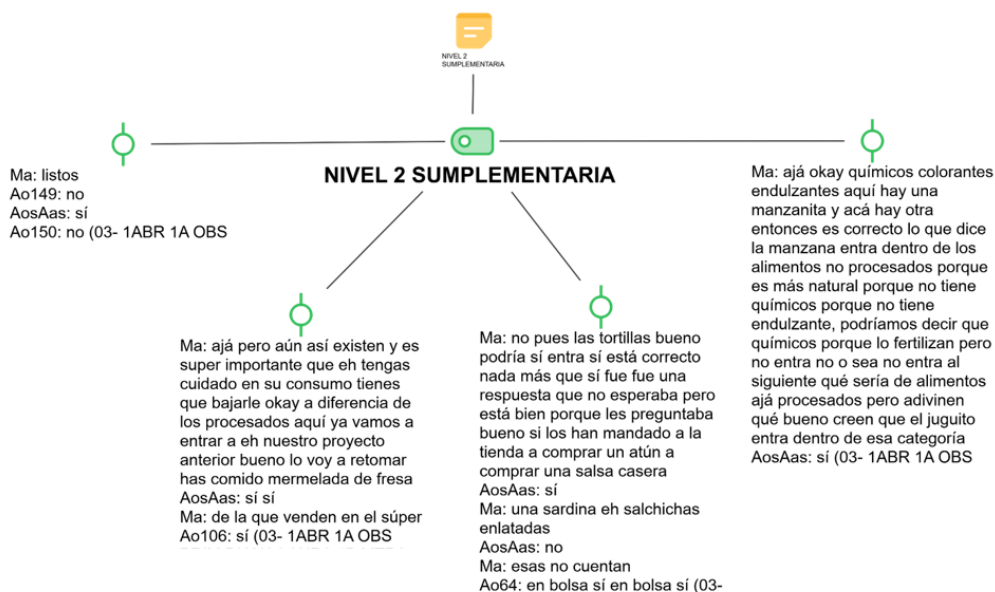 NIVEL 2
SUMPLEMENTARIA
NIVEL 2 SUMPLEMENTARIA
Ma: listos
Ao149: no
AosAas: sí
Ao150: no (03- 1ABR 1A OBS
Ma: ajá pero aún así existen y es
super importante que eh tengas
cuidado en su consumo tienes
que bajarle okay a diferencia de
los procesados aquí ya vamos a
entrar a eh nuestro proyecto
anterior bueno lo voy a retomar
has comido mermelada de fresa
AosAas: sí sí
Ma: de la que venden en el súper
Ao106: sí (03- 1ABR 1A OBS
Ma: no pues las tortillas bueno
podría sí entra sí está correcto
nada más que sí fue fue una
respuesta que no esperaba pero
está bien porque les preguntaba
bueno si los han mandado a la
tienda a comprar un atún a
comprar una salsa casera
AosAas: sí
Ma: una sardina eh salchichas
enlatadas
AosAas: no
Ma: esas no cuentan
Ao64: en bolsa sí en bolsa sí (03-
Ma: ajá okay químicos colorantes
endulzantes aquí hay una
manzanita y acá hay otra
entonces es correcto lo que dice
la manzana entra dentro de los
alimentos no procesados porque
es más natural porque no tiene
químicos porque no tiene
endulzante, podríamos decir que
químicos porque lo fertilizan pero
no entra no o sea no entra al
siguiente qué sería de alimentos
ajá procesados pero adivinen
qué bueno creen que el juguito
entra dentro de esa categoría
AosAas: sí (03- 1ABR 1A OBS